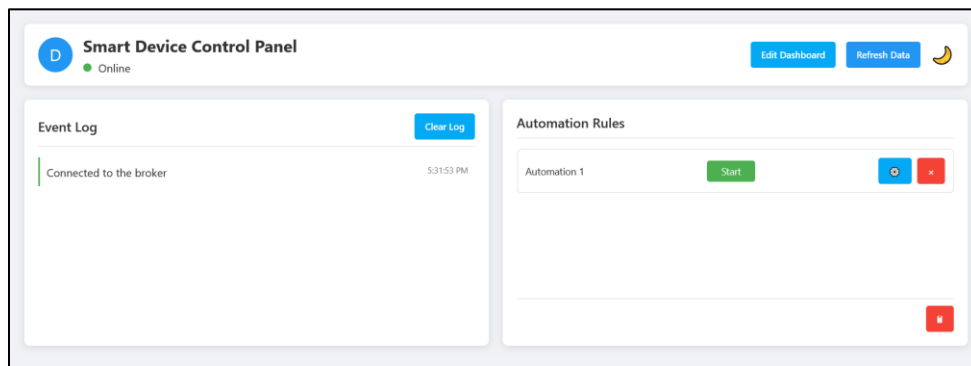 D
Smart Device Control Panel
Online
Edit Dashboard
Refresh Data
Event Log
Clear Log
Connected to the broker
5:31:53 PM
Automation Rules
Automation 1
Start
×